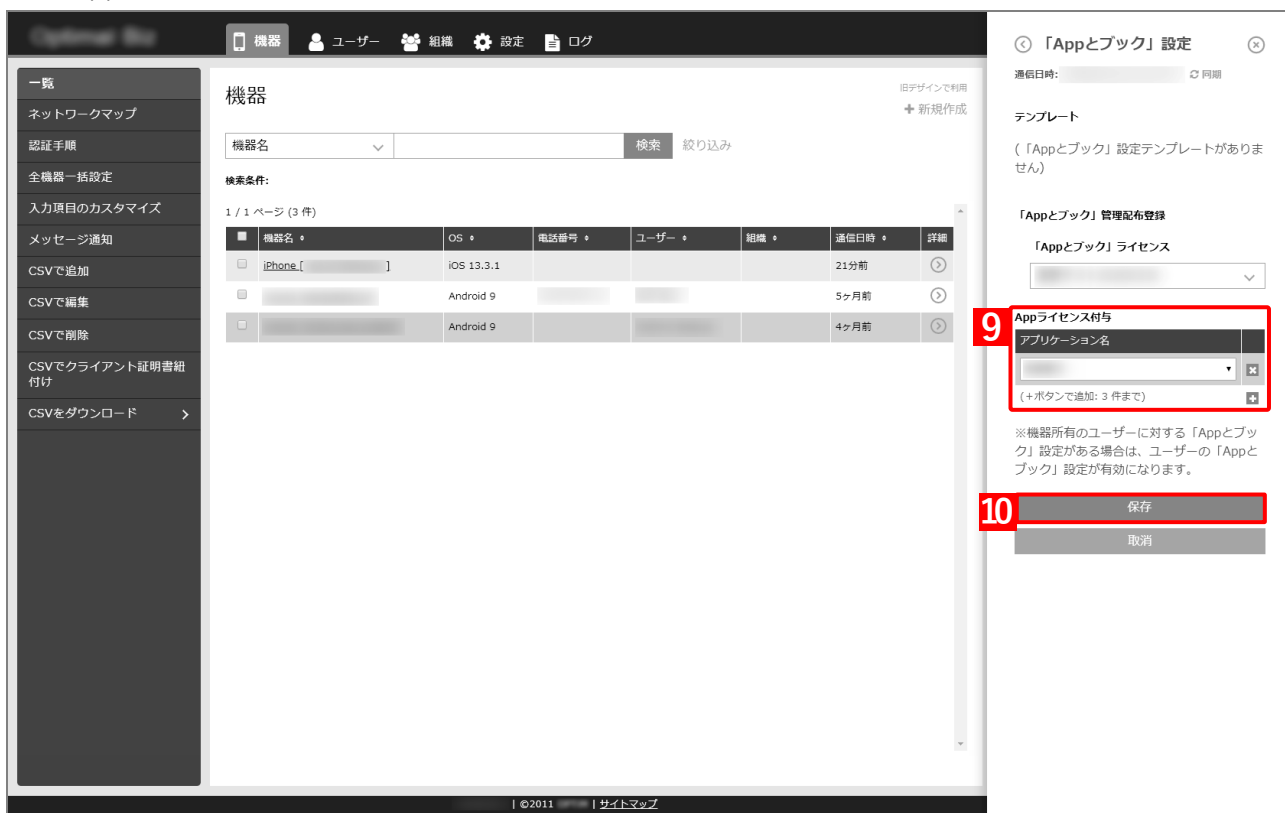 機器
ユーザー
組織
設定
ログ
一覧
ネットワークマップ
認証手順
全機器一括設定
入力項目のカスタマイズ
メッセージ通知
CSVで追加
CSVで編集
CSVで削除
CSVでクライアント証明書紐
付け
CSVをダウンロード
機器
旧デザインで利用
新規作成
機器名
検索 絞り込み
検索条件:
1 / 1 ページ (3 件)
機器名 OS 電話番号 ユーザー 組織 通信日時 詳細
iPhone [ ] iOS 13.3.1 21分前
Android 9 5ヶ月前
Android 9 4ヶ月前
| ©2011 | サイトマップ
「Appとブック」設定
通信日時: 同期
テンプレート
(「Appとブック」設定テンプレートがありま
せん)
「Appとブック」管理配布登録
「Appとブック」ライセンス
9
Appライセンス付与
アプリケーション名
(+ボタンで追加: 3 件まで)
※機器所有のユーザーに対する「Appとブッ
ク」設定がある場合は、ユーザーの「Appと
ブック」設定が有効になります。
10
保存
取消